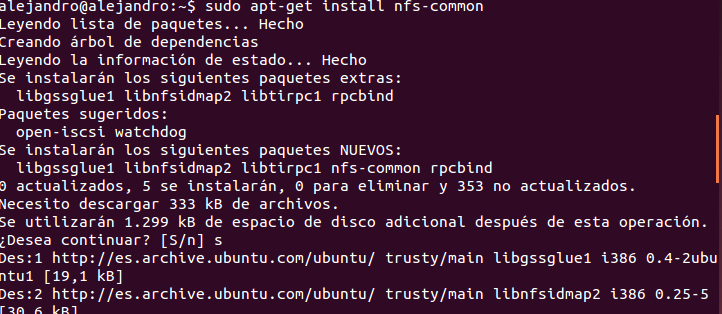 alejandro@alejandro:~$ sudo apt-get install nfs-common
Leyendo lista de paquetes... Hecho
Creando árbol de dependencias
Leyendo la información de estado... Hecho
Se instalarán los siguientes paquetes extras:
  libgssglue1 libnfsidmap2 libtirpc1 rpcbind
Paquetes sugeridos:
  open-iscsi watchdog
Se instalarán los siguientes paquetes NUEVOS:
  libgssglue1 libnfsidmap2 libtirpc1 nfs-common rpcbind
0 actualizados, 5 se instalarán, 0 para eliminar y 353 no actualizados.
Necesito descargar 333 kB de archivos.
Se utilizarán 1.299 kB de espacio de disco adicional después de esta operación.
¿Desea continuar? [S/n] s
Des:1 http://es.archive.ubuntu.com/ubuntu/ trusty/main libgssglue1 i386 0.4-2ubu
ntu1 [19,1 kB]
Des:2 http://es.archive.ubuntu.com/ubuntu/ trusty/main libnfsidmap2 i386 0.25-5
[30,6 kB]